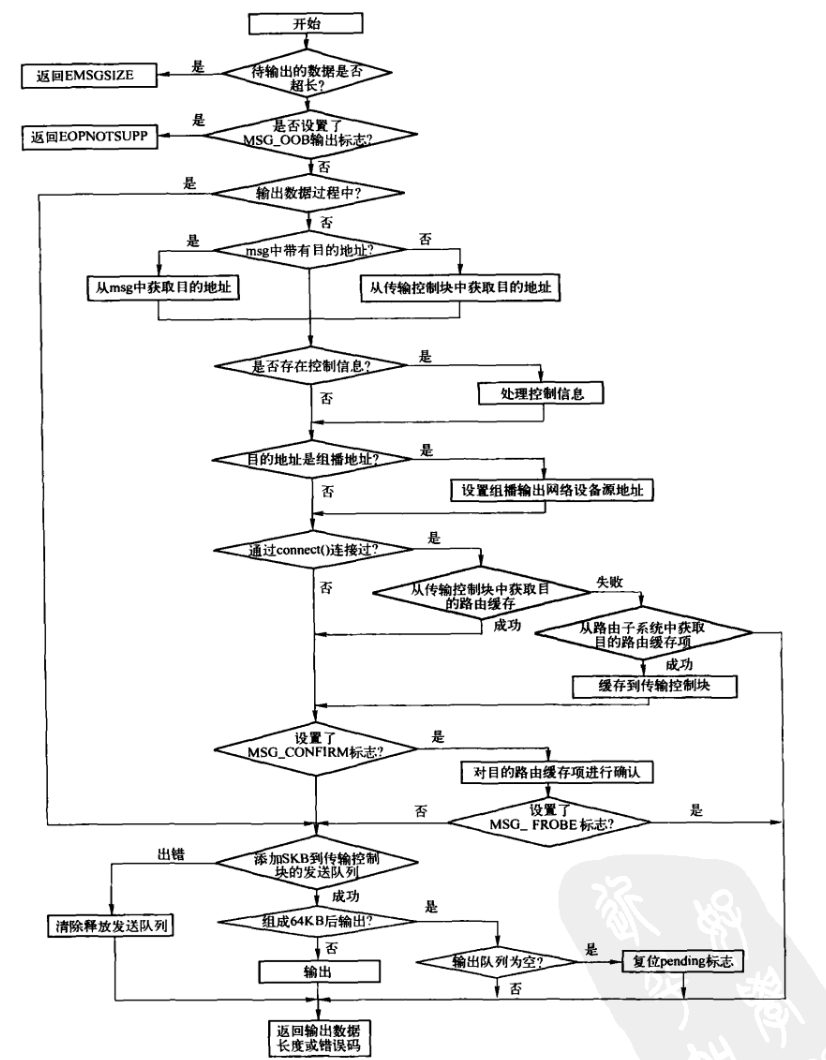 开始
待输出的数据是否
超长?
是
返回EMSGSIZE
是否设置了
MSG_OOB输出标志?
是
返回EOPNOTSUPP
否
输出数据过程中?
是
否
msg中带有目的地址?
是
否
从msg中获取目的地址
从传输控制块中获取目的地址
是否存在控制信息?
是
处理控制信息
否
目的地址是组播地址?
是
设置组播输出网络设备源地址
否
通过connect()连接过?
是
否
从传输控制块中获取目
的路由缓存
失败
成功
从路由子系统中获取
目的路由缓存项
成功
缓存到传输控制块
设置了
MSG_CONFIRM标志?
是
对目的路由缓存项进行确认
设置了
MSG_ FROBE 标志?
否
是
添加SKB到传输控制
块的发送队列
出错
清除释放发送队列
成功
组成64KB后输出?
是
否
输出
输出队列为空?
是
复位pending标志
否
返回输出数据
长度或错误码